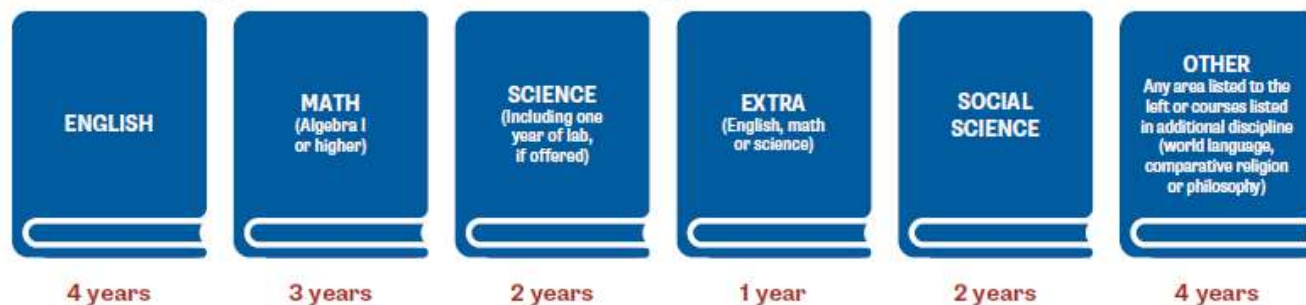 ENGLISH
MATH
(Algebra I
or higher)
SCIENCE
(Including one
year of lab,
if offered)
EXTRA
(English, math
or science)
SOCIAL
SCIENCE
OTHER
Any area listed to the
left or courses listed
in additional discipline
(world language,
comparative religion
or philosophy)
4 years
3 years
2 years
1 year
2 years
4 years